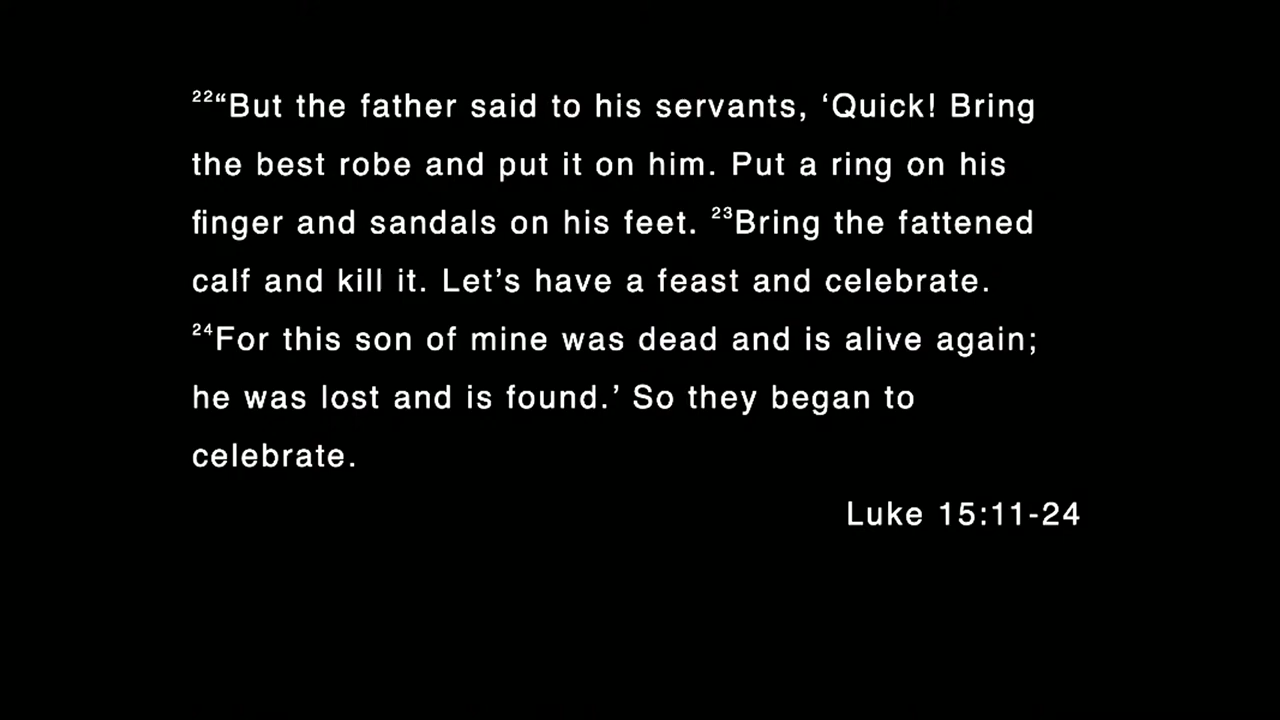 ²²“But the father said to his servants, ‘Quick! Bring
the best robe and put it on him. Put a ring on his
finger and sandals on his feet. ²³Bring the fattened
calf and kill it. Let’s have a feast and celebrate.
²⁴For this son of mine was dead and is alive again;
he was lost and is found.’ So they began to
celebrate.
Luke 15:11-24